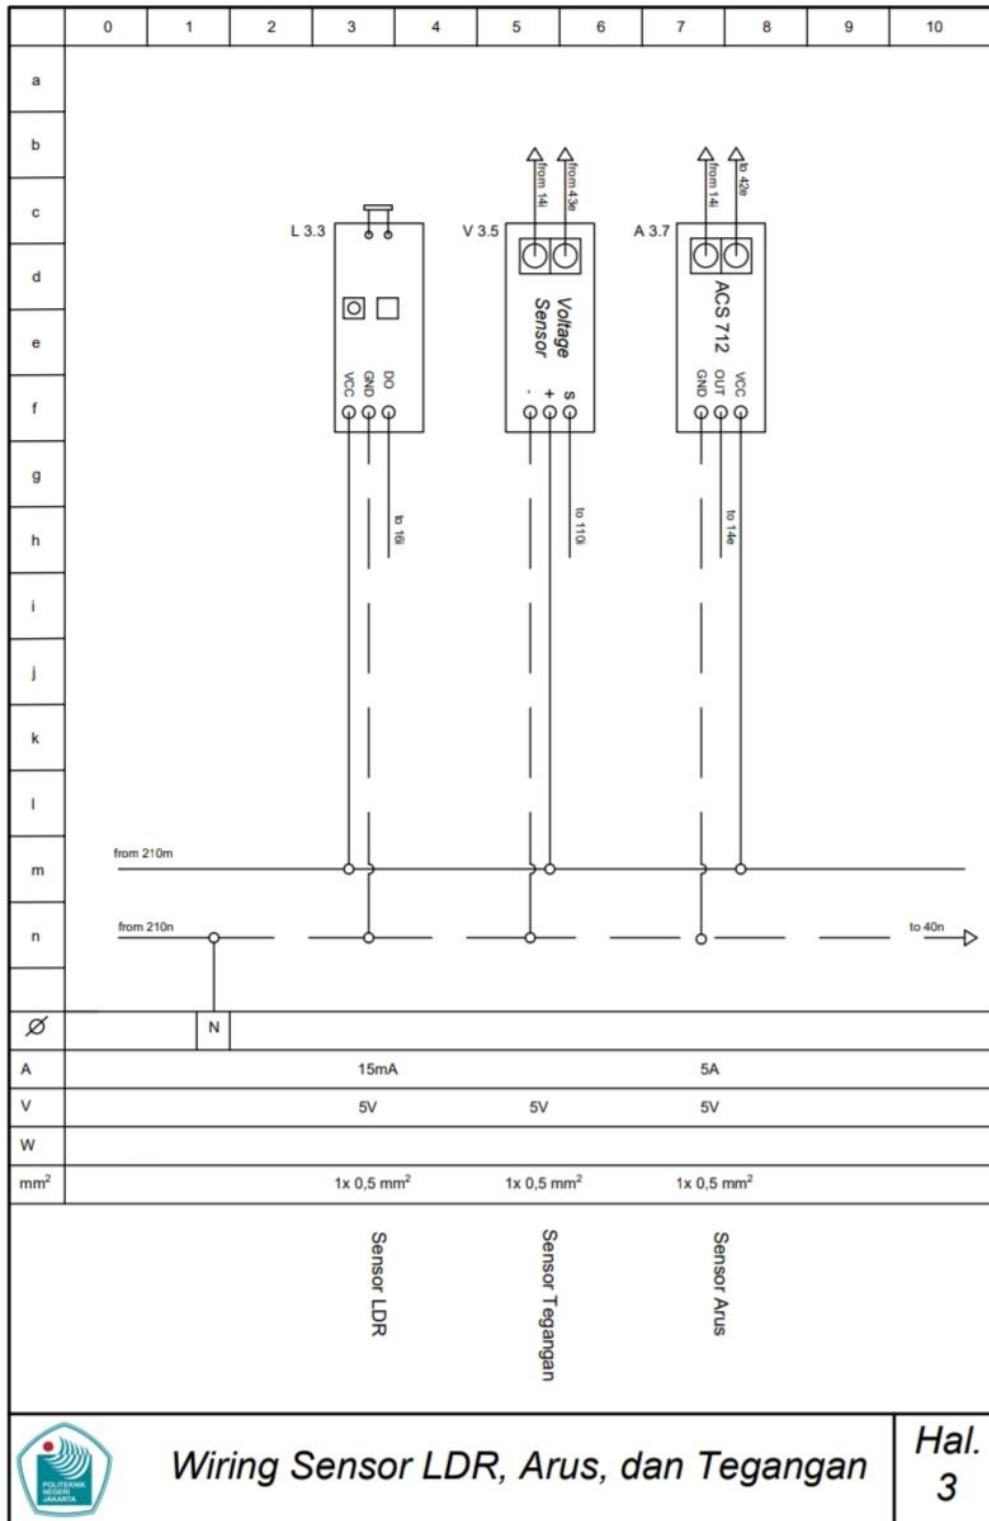 0 1 2 3 4 5 6 7 8 9 10
a
b
from 14i from 43e from 14i to 42e
c
L 3.3 V 3.5 A 3.7
d
Voltage
Sensor
ACS 712
e
VCC GND DO - + S GND OUT VCC
f
g
h
to 16i to 110i to 14e
i
j
k
l
from 210m
m
from 210n to 40n
n
Ø N
A 15mA 5A
V 5V 5V 5V
W
mm² 1x 0,5 mm² 1x 0,5 mm² 1x 0,5 mm²
Sensor LDR
Sensor Tegangan
Sensor Arus
POLITEKNIK
NEGERI
JAKARTA
Wiring Sensor LDR, Arus, dan Tegangan
Hal.
3